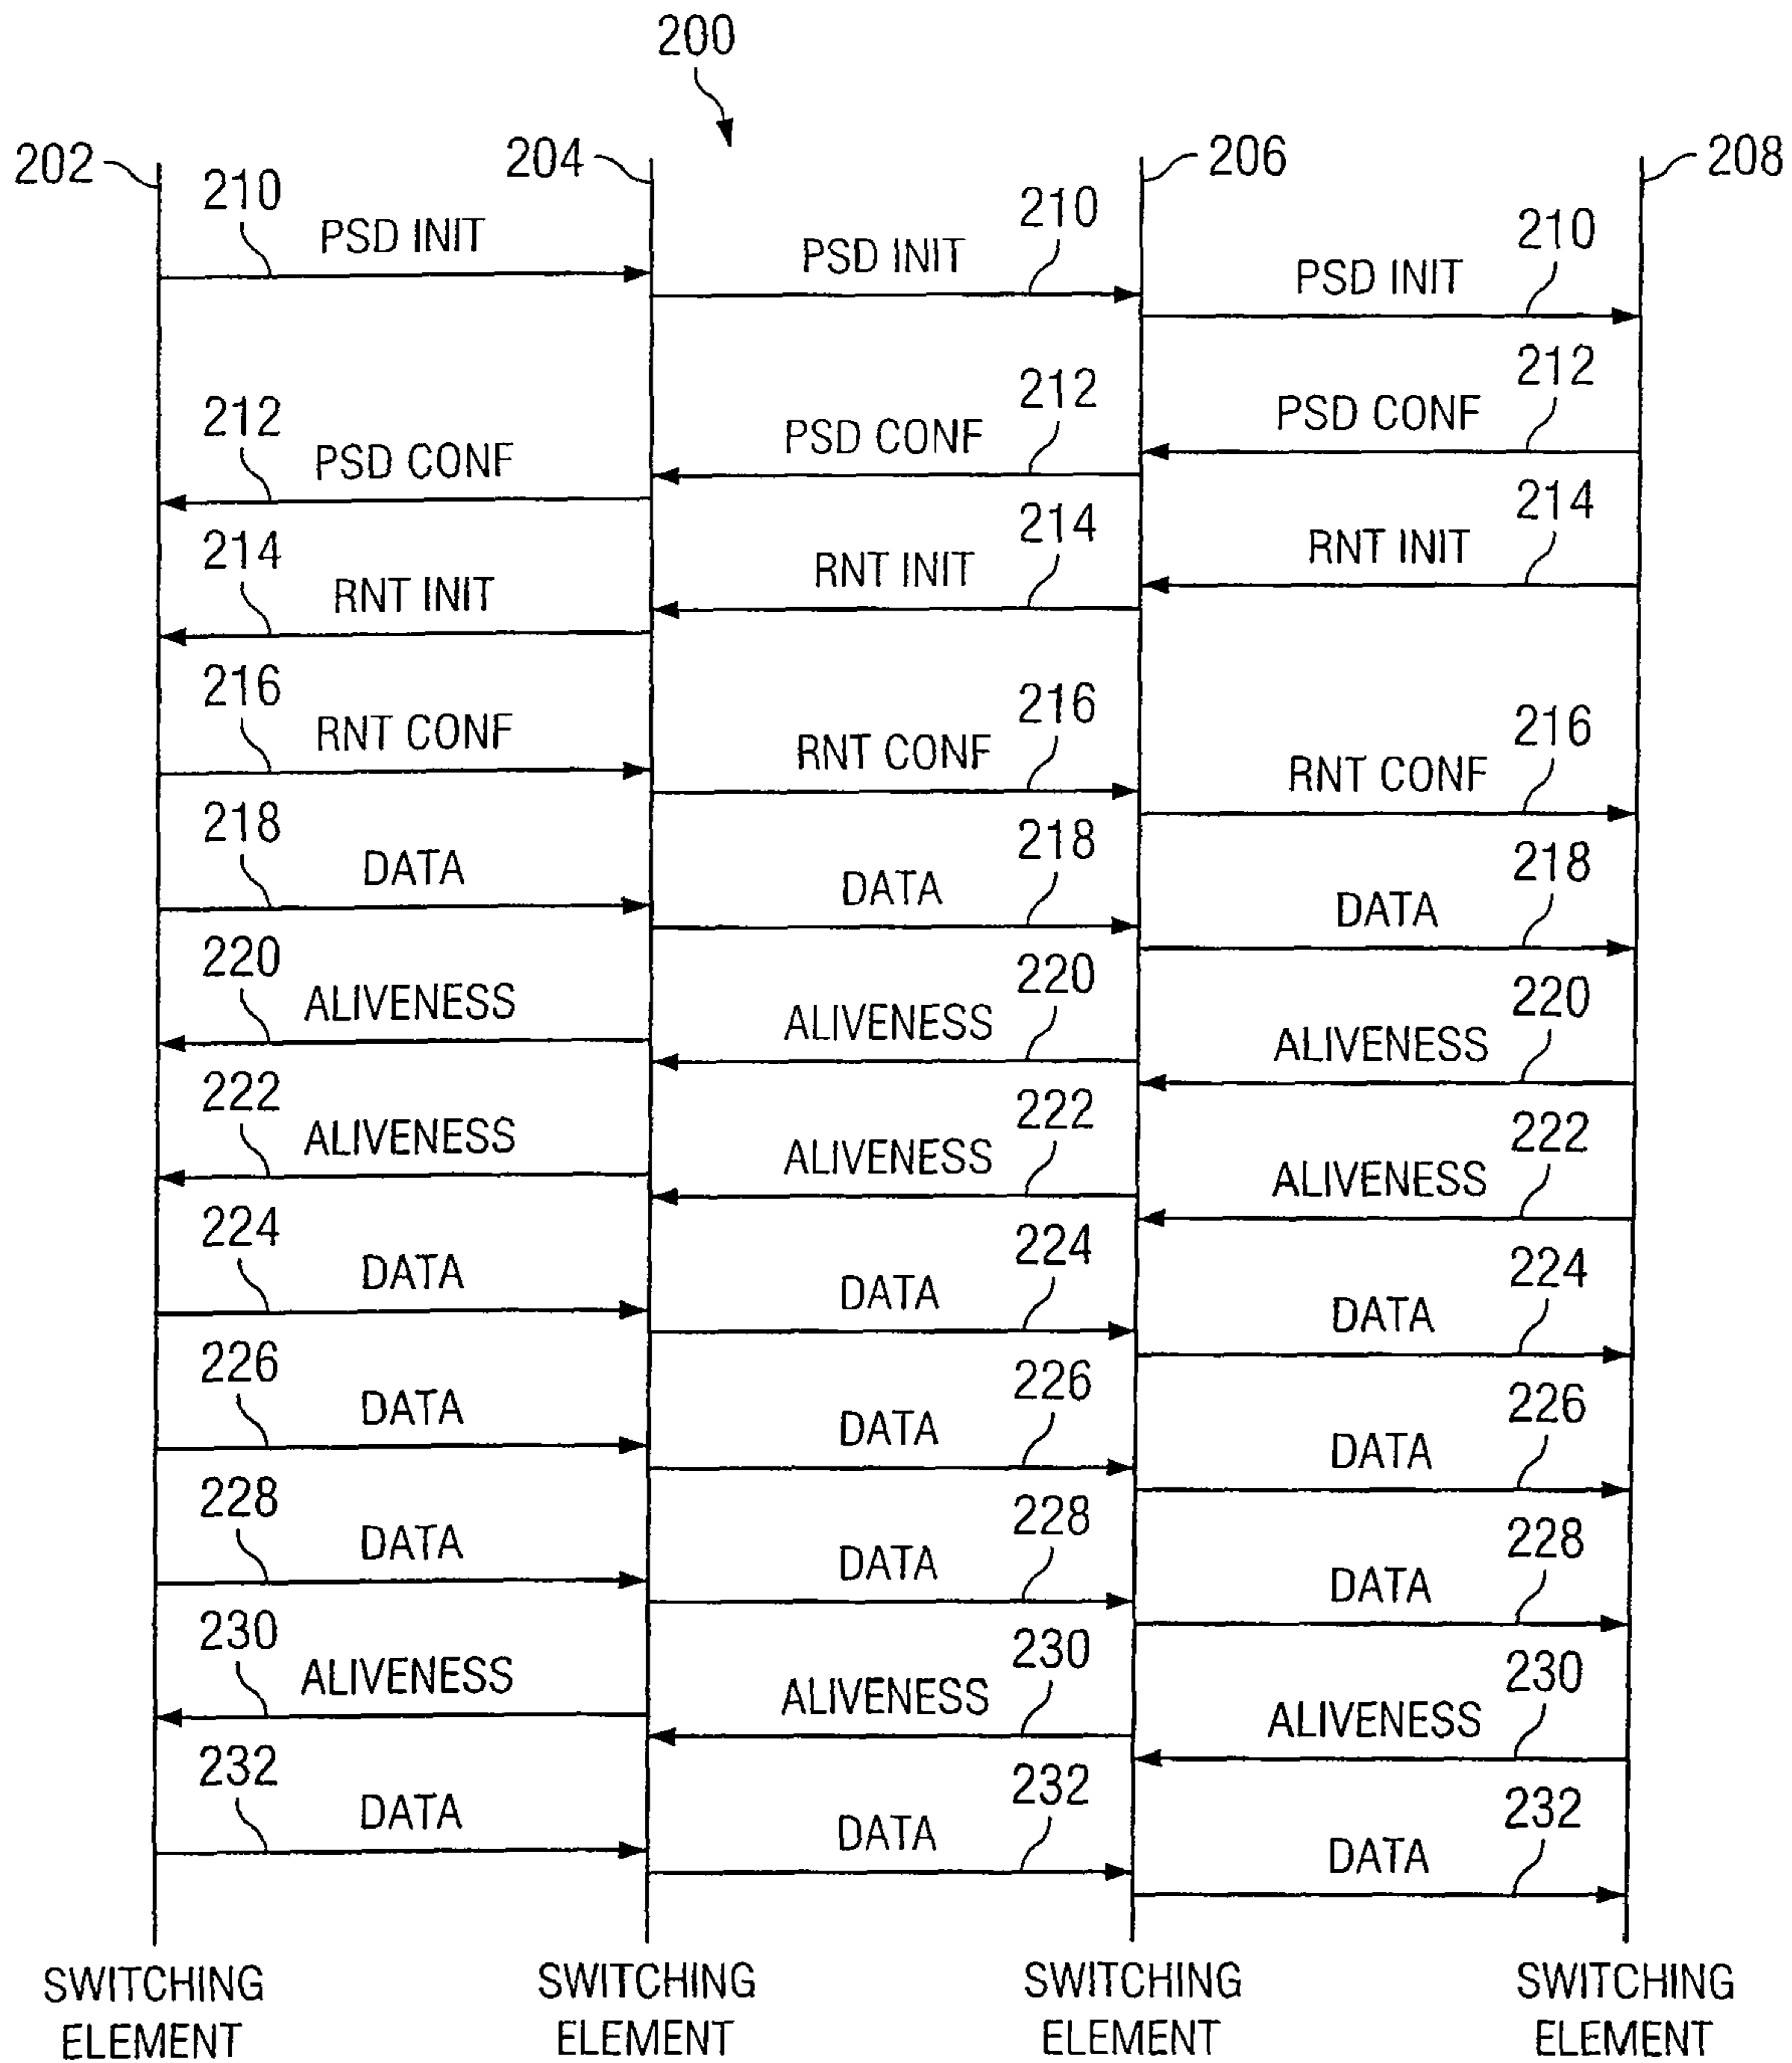 200
202
204
206
208
210
PSD INIT
210
PSD INIT
210
PSD INIT
212
PSD CONF
212
PSD CONF
212
PSD CONF
214
RNT INIT
214
RNT INIT
214
RNT INIT
216
RNT CONF
216
RNT CONF
216
RNT CONF
218
DATA
218
DATA
218
DATA
220
ALIVENESS
220
ALIVENESS
220
ALIVENESS
222
ALIVENESS
222
ALIVENESS
222
ALIVENESS
224
DATA
224
DATA
224
DATA
226
DATA
226
DATA
226
DATA
228
DATA
228
DATA
228
DATA
230
ALIVENESS
230
ALIVENESS
230
ALIVENESS
232
DATA
232
DATA
232
DATA
SWITCHING
ELEMENT
SWITCHING
ELEMENT
SWITCHING
ELEMENT
SWITCHING
ELEMENT